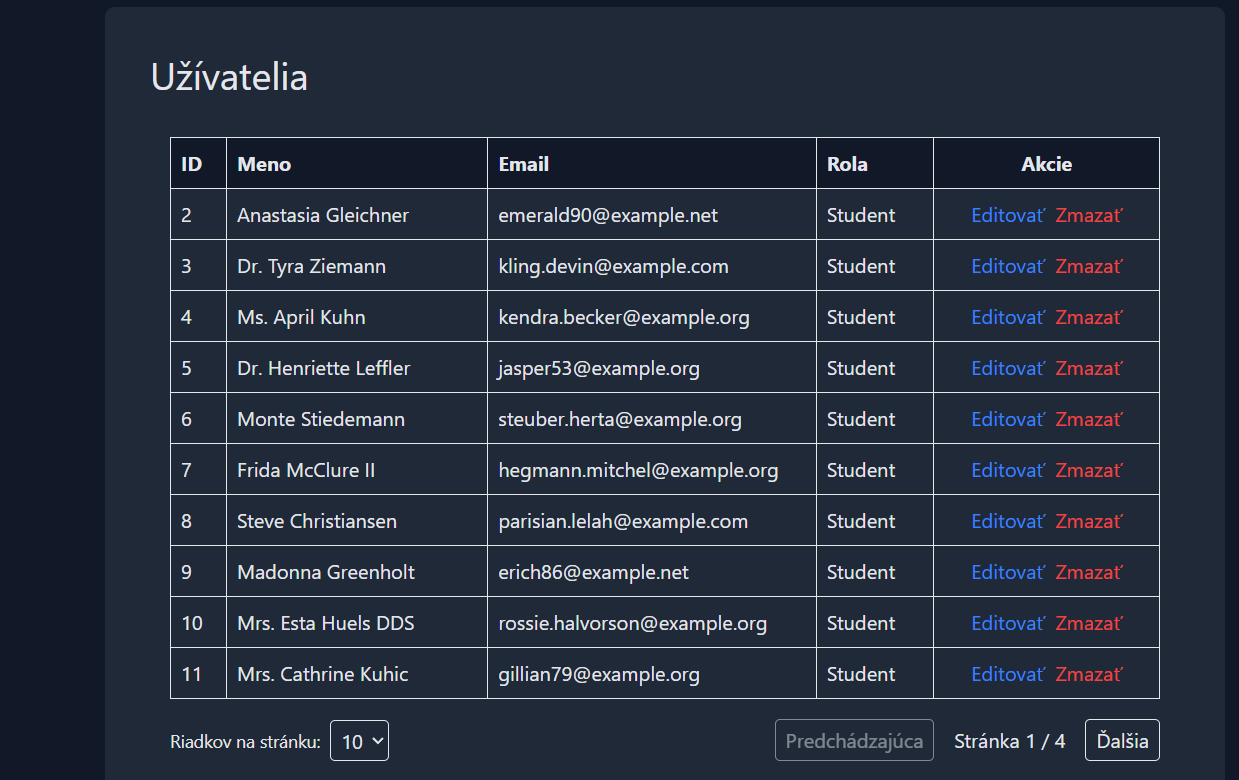 Užívatelia
ID Meno Email Rola Akcie
2 Anastasia Gleichner emerald90@example.net Student Editovať Zmazať
3 Dr. Tyra Ziemann kling.devin@example.com Student Editovať Zmazať
4 Ms. April Kuhn kendra.becker@example.org Student Editovať Zmazať
5 Dr. Henriette Leffler jasper53@example.org Student Editovať Zmazať
6 Monte Stiedemann steuber.herta@example.org Student Editovať Zmazať
7 Frida McClure II hegmann.mitchel@example.org Student Editovať Zmazať
8 Steve Christiansen parisian.lelah@example.com Student Editovať Zmazať
9 Madonna Greenholt erich86@example.net Student Editovať Zmazať
10 Mrs. Esta Huels DDS rossie.halvorson@example.org Student Editovať Zmazať
11 Mrs. Cathrine Kuhic gillian79@example.org Student Editovať Zmazať
Riadkov na stránku: 10 Predchádzajúca Stránka 1 / 4 Ďalšia